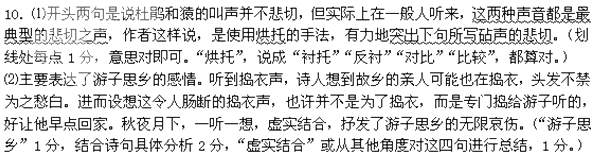 10. ⑴开头两句是说杜鹃和猿的叫声并不悲切，但实际上在一般人听来，这两种声音都是最
典型的悲切之声，作者这样说，是使用烘托的手法，有力地突出下句所写砧声的悲切。（划
线处每点 1 分，意思对即可。“烘托”，说成“衬托”“反衬”“对比”“比较”，都算对。）
⑵主要表达了游子思乡的感情。听到捣衣声，诗人想到故乡的亲人可能也在捣衣，头发不禁
为之愁白。进而设想这令人肠断的捣衣声，也许并不是为了捣衣，而是专门捣给游子听的，
好让他早点回家。秋夜月下，一听一想，虚实结合，抒发了游子思乡的无限哀伤。（“游子思
乡”1 分，结合诗句具体分析 2 分，“虚实结合”或从其他角度对这四句进行总结，1 分。）